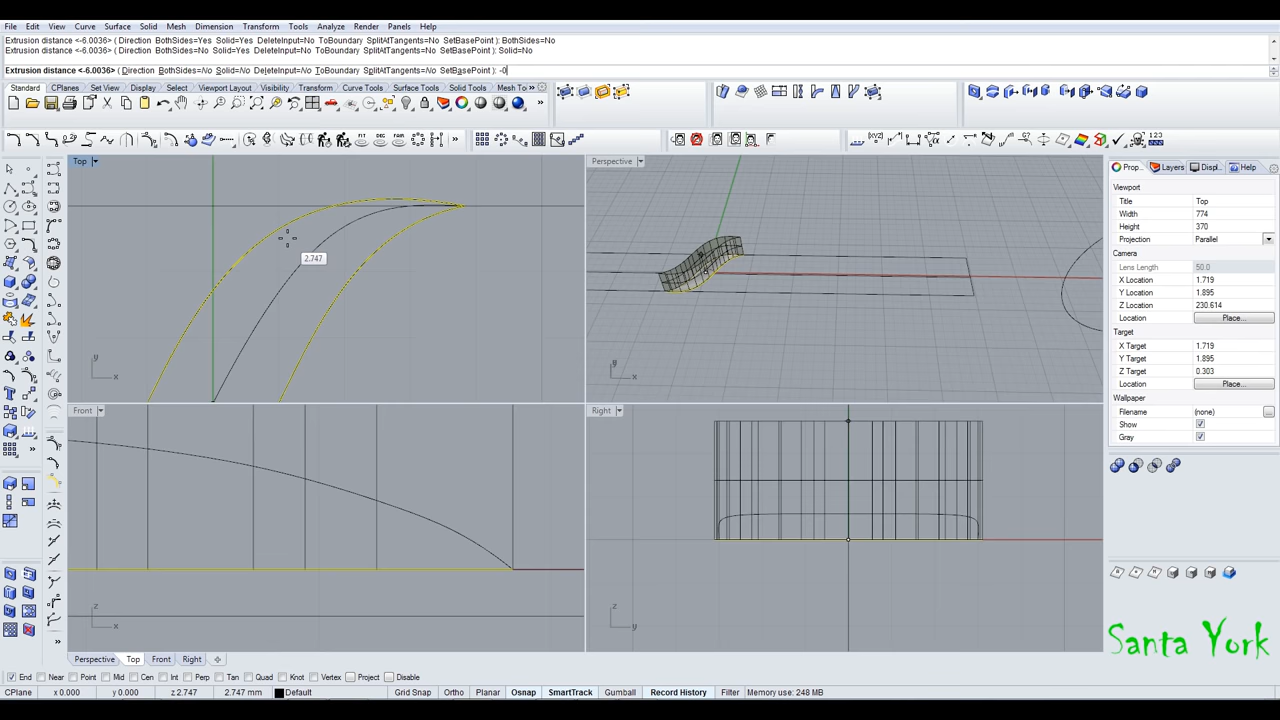 File Edit View Curve Surface Solid Mesh Dimension Transform Tools Analyze Render Panels Help
Extrusion distance <-6.0036> ( Direction BothSides=Yes Solid=Yes DeleteInput=No ToBoundary SplitAtTangents=No SetBasePoint ): BothSides=No
Extrusion distance <-6.0036> ( Direction BothSides=No Solid=Yes DeleteInput=No ToBoundary SplitAtTangents=No SetBasePoint ): Solid=No
Extrusion distance <-6.0036> ( Direction BothSides=No Solid=No DeleteInput=No ToBoundary SplitAtTangents=No SetBasePoint ): -0
Standard CPlanes Set View Display Select Viewport Layout Visibility Transform Curve Tools Surface Tools Solid Tools Mesh To
Top
Perspective
Prop... Layers Displ... Help
Viewport
Title Top
Width 774
Height 370
Projection Parallel
Camera
Lens Length 50.0
X Location 1.719
Y Location 1.895
Z Location 230.614
Location Place...
Target
X Target 1.719
Y Target 1.895
Z Target 0.303
Location Place...
Wallpaper
Filename (none) ...
Show
Gray
2.747
y
x
y
x
Front
Right
z
x
z
y
Santa York
Perspective Top Front Right
End Near Point Mid Cen Int Perp Tan Quad Knot Vertex Project Disable
CPlane x 0.000 y 0.000 z 2.747 2.747 mm Default Grid Snap Ortho Planar Osnap SmartTrack Gumball Record History Filter Memory use: 248 MB